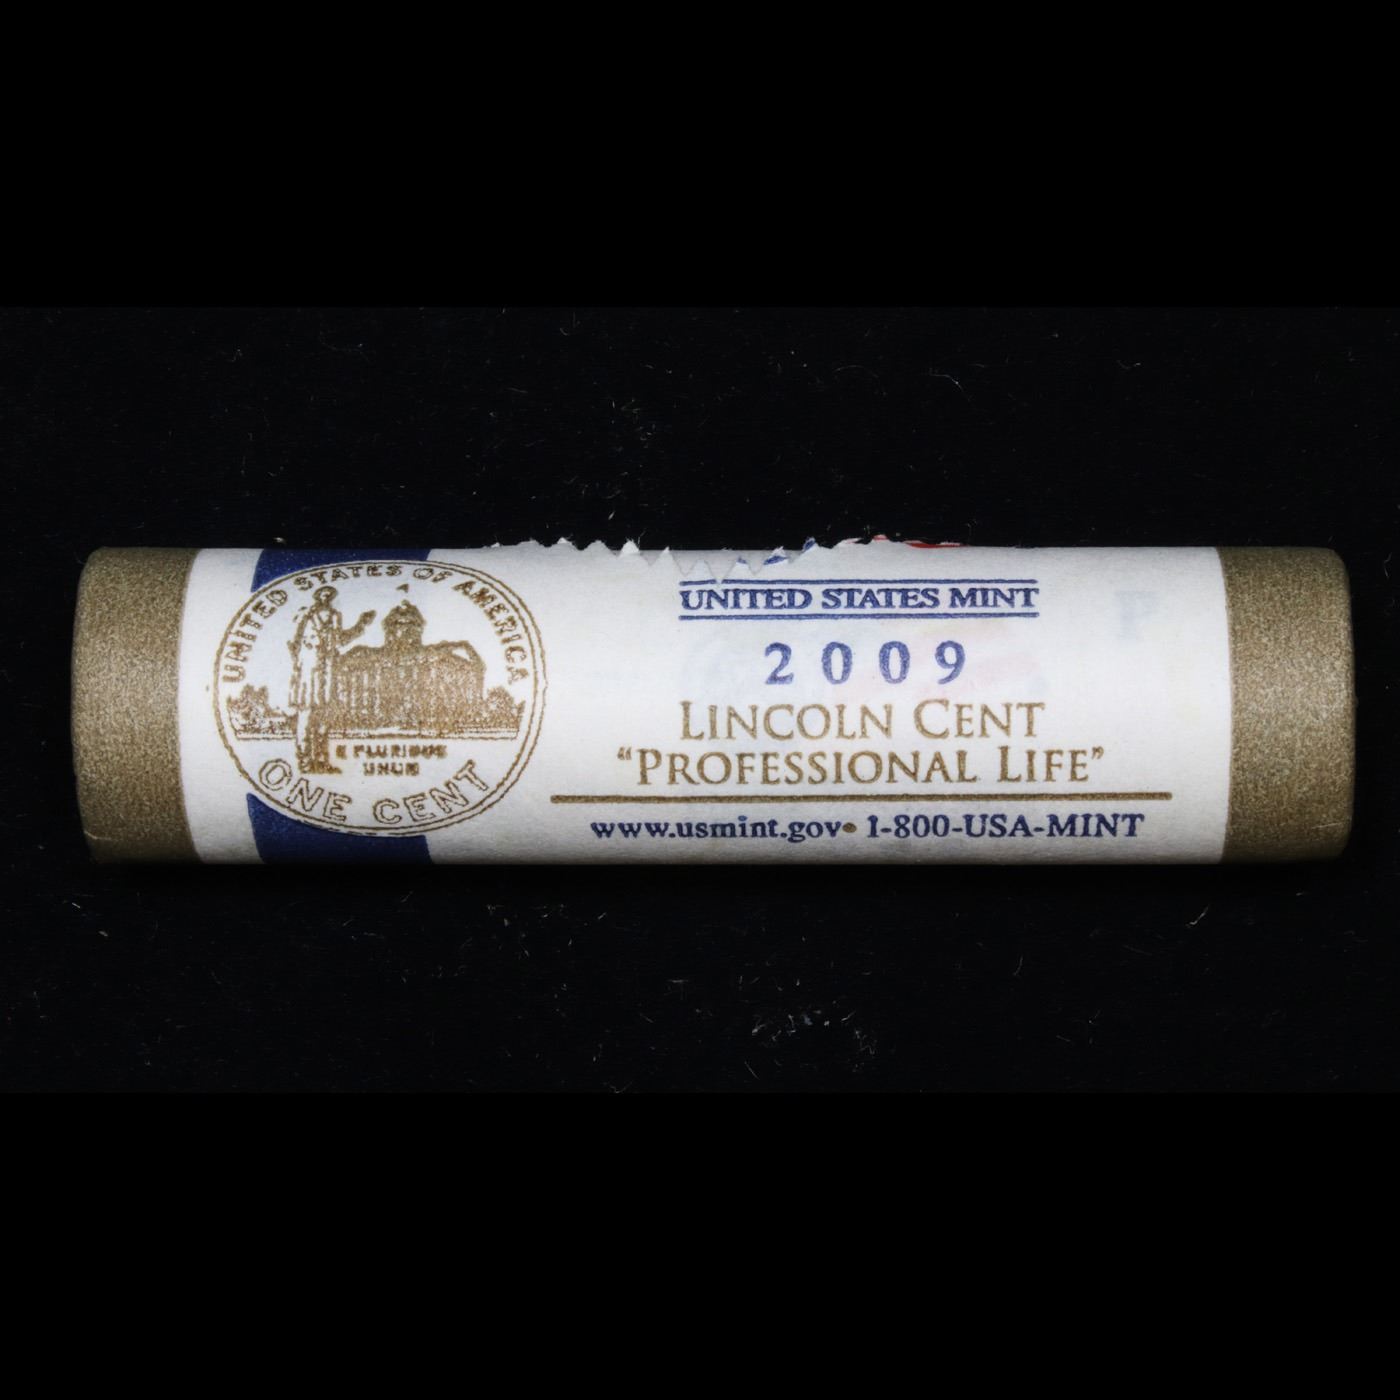 UNITED STATES OF AMERICA
E PLURIBUS
UNUM
ONE CENT
UNITED STATES MINT
2009
LINCOLN CENT
“PROFESSIONAL LIFE”
www.usmint.gov• 1-800-USA-MINT
P